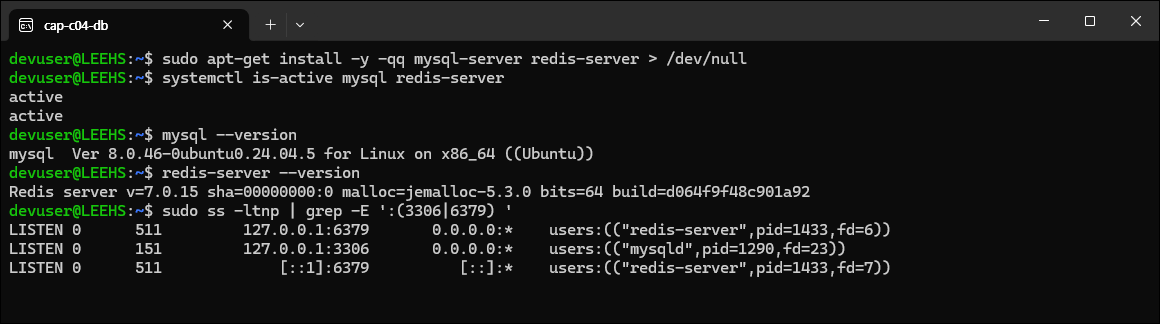 cap-c04-db
devuser@LEEHS:~$ sudo apt-get install -y -qq mysql-server redis-server > /dev/null
devuser@LEEHS:~$ systemctl is-active mysql redis-server
active
active
devuser@LEEHS:~$ mysql --version
mysql  Ver 8.0.46-0ubuntu0.24.04.5 for Linux on x86_64 ((Ubuntu))
devuser@LEEHS:~$ redis-server --version
Redis server v=7.0.15 sha=00000000:0 malloc=jemalloc-5.3.0 bits=64 build=d064f9f48c901a92
devuser@LEEHS:~$ sudo ss -ltnp | grep -E ':(3306|6379) '
LISTEN 0      511         127.0.0.1:6379       0.0.0.0:*    users:(("redis-server",pid=1433,fd=6))
LISTEN 0      151         127.0.0.1:3306       0.0.0.0:*    users:(("mysqld",pid=1290,fd=23))
LISTEN 0      511             [::1]:6379          [::]:*    users:(("redis-server",pid=1433,fd=7))